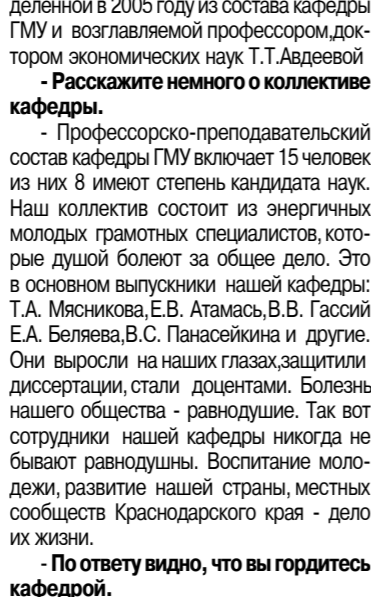 деленной в 2005 году из состава кафедры
ГМУ и возглавляемой профессором,док-
тором экономических наук Т.Т.Авдеевой
- Расскажите немного о коллективе
кафедры.
- Профессорско-преподавательский
состав кафедры ГМУ включает 15 человек
из них 8 имеют степень кандидата наук.
Наш коллектив состоит из энергичных
молодых грамотных специалистов, кото-
рые душой болеют за общее дело. Это
в основном выпускники нашей кафедры:
Т.А. Мясникова,Е.В. Атамась,В.В. Гассий
Е.А. Беляева,В.С. Панасейкина и другие.
Они выросли на наших глазах,защитили
диссертации, стали доцентами. Болезнь
нашего общества - равнодушие. Так вот
сотрудники нашей кафедры никогда не
бывают равнодушны. Воспитание моло-
дежи, развитие нашей страны, местных
сообществ Краснодарского края - дело
их жизни.
- По ответу видно, что вы гордитесь
кафедрой.